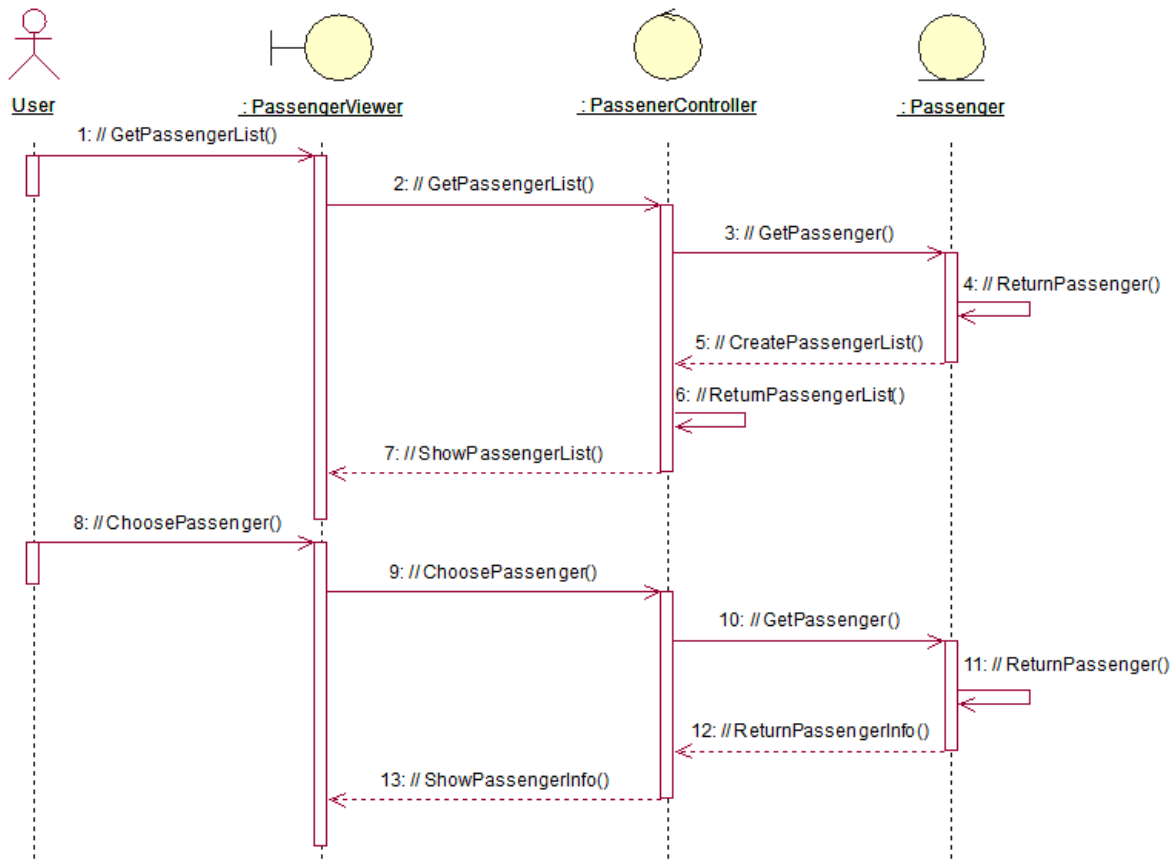 User
: PassengerViewer
: PassenerController
: Passenger
1: // GetPassengerList()
2: // GetPassengerList()
3: // GetPassenger()
4: // ReturnPassenger()
5: // CreatePassengerList()
6: // ReturnPassengerList()
7: // ShowPassengerList()
8: // ChoosePassenger()
9: // ChoosePassenger()
10: // GetPassenger()
11: // ReturnPassenger()
12: // ReturnPassengerInfo()
13: // ShowPassengerInfo()